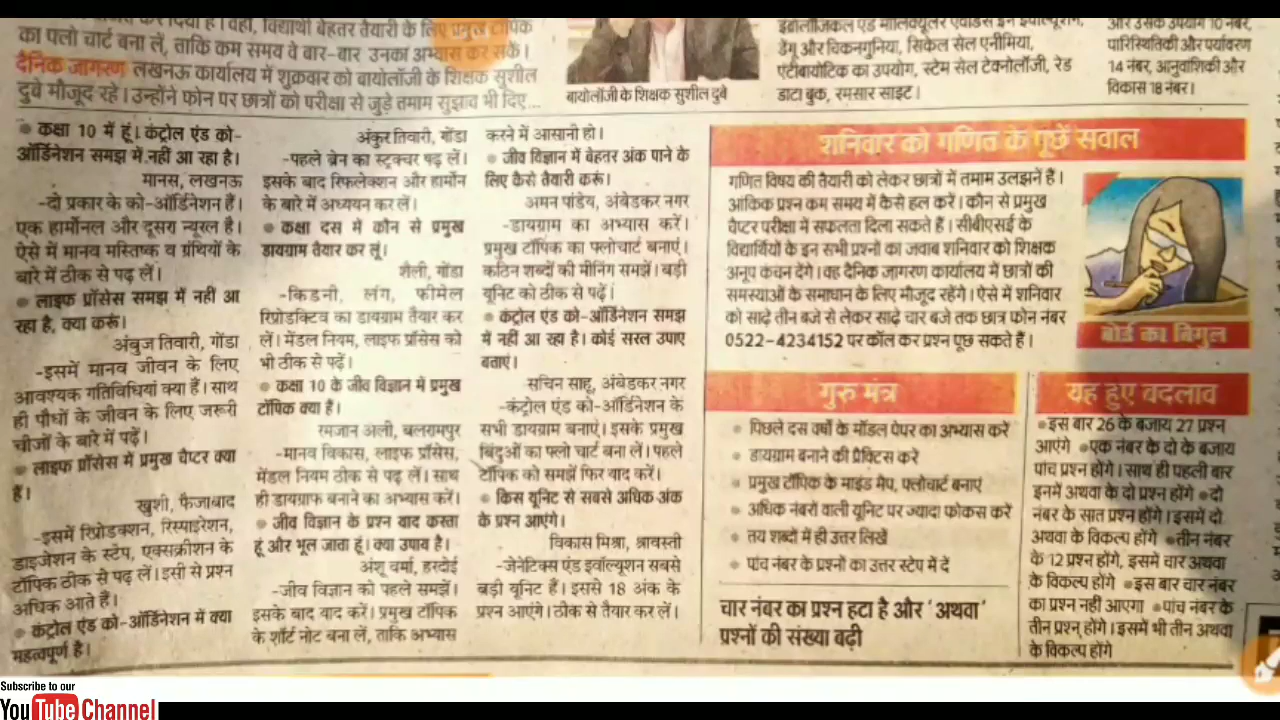 का फ्लो चार्ट बना लें, ताकि कम समय वे बार-बार उनका अभ्यास कर सकें।
दैनिक जागरण लखनऊ कार्यालय में शुक्रवार को बायोलॉजी के शिक्षक सुशील
दुबे मौजूद रहे। उन्होंने फोन पर छात्रों को परीक्षा से जुड़े तमाम सुझाव भी दिए...
बायोलॉजी के शिक्षक सुशील दुबे
डेंगू और चिकनगुनिया, सिकेल सेल एनीमिया,
एंटीबायोटिक का उपयोग, स्टेम सेल टेक्नोलॉजी, रेड
डाटा बुक, रमसार साइट।
और उसके उपयोग 10 नंबर,
पारिस्थितिकी और पर्यावरण
14 नंबर, आनुवांशिकी और
विकास 18 नंबर।
● कक्षा 10 में हूं। कंट्रोल एंड को-
ऑर्डिनेशन समझ में नहीं आ रहा है।
मानस, लखनऊ
-दो प्रकार के को-ऑर्डिनेशन हैं।
एक हार्मोनल और दूसरा न्यूरल है।
ऐसे में मानव मस्तिष्क व ग्रंथियों के
बारे में ठीक से पढ़ लें।
● लाइफ प्रॉसेस समझ में नहीं आ
रहा है, क्या करूं।
अंबुज तिवारी, गोंडा
-इसमें मानव जीवन के लिए
आवश्यक गतिविधियां क्या हैं। साथ
ही पौधों के जीवन के लिए जरूरी
चीजों के बारे में पढ़ें।
● लाइफ प्रॉसेस में प्रमुख चैप्टर क्या
हैं।
खुशी, फैजाबाद
-इसमें रिप्रोडक्शन, रिस्पाइरेशन,
डाइजेशन के स्टेप, एक्सक्रीशन के
टॉपिक ठीक से पढ़ लें। इसी से प्रश्न
अधिक आते हैं।
● कंट्रोल एंड को-ऑर्डिनेशन में क्या
महत्वपूर्ण है।
अंकुर तिवारी, गोंडा
-पहले ब्रेन का स्ट्रक्चर पढ़ लें।
इसके बाद रिफलेक्शन और हार्मोन
के बारे में अध्ययन कर लें।
● कक्षा दस में कौन से प्रमुख
डायग्राम तैयार कर लूं।
शैली, गोंडा
-किडनी, लंग, फीमेल
रिप्रोडक्टिव का डायग्राम तैयार कर
लें। मेंडल नियम, लाइफ प्रॉसेस को
भी ठीक से पढ़ें।
● कक्षा 10 के जीव विज्ञान में प्रमुख
टॉपिक क्या है।
रमजान अली, बलरामपुर
-मानव विकास, लाइफ प्रॉसेस,
मेंडल नियम ठीक से पढ़ लें। साथ
ही डायग्राफ बनाने का अभ्यास करें।
● जीव विज्ञान के प्रश्न याद करता
हूं और भूल जाता हूं। क्या उपाय है।
अंशू वर्मा, हरदोई
-जीव विज्ञान को पहले समझें।
इसके बाद याद करें। प्रमुख टॉपिक
के शॉर्ट नोट बना लें, ताकि अभ्यास
करने में आसानी हो।
● जीव विज्ञान में बेहतर अंक पाने के
लिए कैसे तैयारी करूं।
अमन पांडेय, अंबेडकर नगर
-डायग्राम का अभ्यास करें।
प्रमुख टॉपिक का फ्लोचार्ट बनाएं।
कठिन शब्दों की मीनिंग समझें। बड़ी
यूनिट को ठीक से पढ़ें।
● कंट्रोल एंड को-ऑर्डिनेशन समझ
में नहीं आ रहा है। कोई सरल उपाए
बताएं।
सचिन साहू, अंबेडकर नगर
-कंट्रोल एंड को-ऑर्डिनेशन के
सभी डायग्राम बनाएं। इसके प्रमुख
बिंदुओं का फ्लो चार्ट बना लें। पहले
टॉपिक को समझें फिर याद करें।
● किस यूनिट से सबसे अधिक अंक
के प्रश्न आएंगे।
विकास मिश्रा, श्रावस्ती
-जेनेटिक्स एंड इवॉल्यूशन सबसे
बड़ी यूनिट हैं। इससे 18 अंक के
प्रश्न आएंगे। ठीक से तैयार कर लें।
शनिवार को गणित के पूछें सवाल
गणित विषय की तैयारी को लेकर छात्रों में तमाम उलझनें हैं।
आंकिक प्रश्न कम समय में कैसे हल करें। कौन से प्रमुख
चैप्टर परीक्षा में सफलता दिला सकते हैं। सीबीएसई के
विद्यार्थियों के इन सभी प्रश्नों का जवाब शनिवार को शिक्षक
अनूप कंचन देंगे। वह दैनिक जागरण कार्यालय में छात्रों की
समस्याओं के समाधान के लिए मौजूद रहेंगे। ऐसे में शनिवार
को साढ़े तीन बजे से लेकर साढ़े चार बजे तक छात्र फोन नंबर
0522-4234152 पर कॉल कर प्रश्न पूछ सकते हैं।
बोर्ड का बिगुल
गुरु मंत्र
● पिछले दस वर्षों के मॉडल पेपर का अभ्यास करें
● डायग्राम बनाने की प्रैक्टिस करें
● प्रमुख टॉपिक के माइंड मैप, फ्लोचार्ट बनाएं
● अधिक नंबरों वाली यूनिट पर ज्यादा फोकस करें
● तय शब्दों में ही उत्तर लिखें
● पांच नंबर के प्रश्नों का उत्तर स्टेप में दें
चार नंबर का प्रश्न हटा है और 'अथवा'
प्रश्नों की संख्या बढ़ी
यह हुए बदलाव
●इस बार 26 के बजाय 27 प्रश्न
आएंगे ●एक नंबर के दो के बजाय
पांच प्रश्न होंगे। साथ ही पहली बार
इनमें अथवा के दो प्रश्न होंगे ●दो
नंबर के सात प्रश्न होंगे। इसमें दो
अथवा के विकल्प होंगे ●तीन नंबर
के 12 प्रश्न होंगे, इसमें चार अथवा
के विकल्प होंगे ●इस बार चार नंबर
का प्रश्न नहीं आएगा ●पांच नंबर के
तीन प्रश्न होंगे। इसमें भी तीन अथवा
के विकल्प होंगे
Subscribe to our
YouTube Channel